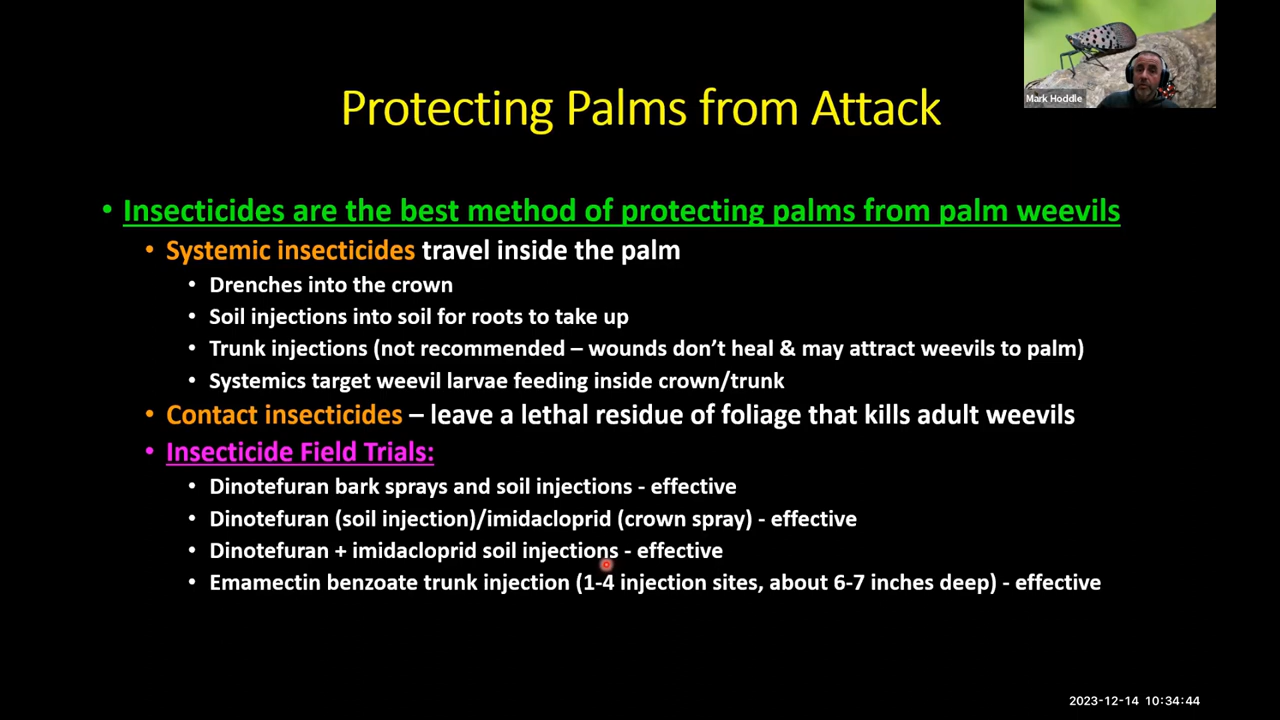 Mark Hoddle
Protecting Palms from Attack
• Insecticides are the best method of protecting palms from palm weevils
• Systemic insecticides travel inside the palm
• Drenches into the crown
• Soil injections into soil for roots to take up
• Trunk injections (not recommended – wounds don’t heal & may attract weevils to palm)
• Systemics target weevil larvae feeding inside crown/trunk
• Contact insecticides – leave a lethal residue of foliage that kills adult weevils
• Insecticide Field Trials:
• Dinotefuran bark sprays and soil injections - effective
• Dinotefuran (soil injection)/imidacloprid (crown spray) - effective
• Dinotefuran + imidacloprid soil injections - effective
• Emamectin benzoate trunk injection (1-4 injection sites, about 6-7 inches deep) - effective
2023-12-14 10:34:44